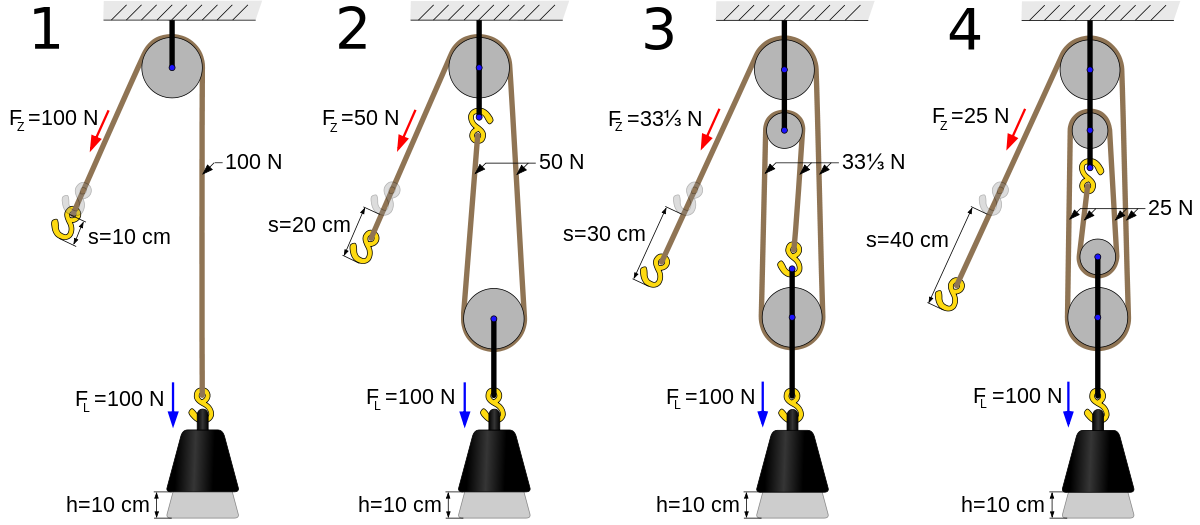 1
F_Z=100 N
100 N
s=10 cm
F_L=100 N
h=10 cm
2
F_Z=50 N
50 N
s=20 cm
F_L=100 N
h=10 cm
3
F_Z=33⅓ N
33⅓ N
s=30 cm
F_L=100 N
h=10 cm
4
F_Z=25 N
25 N
s=40 cm
F_L=100 N
h=10 cm